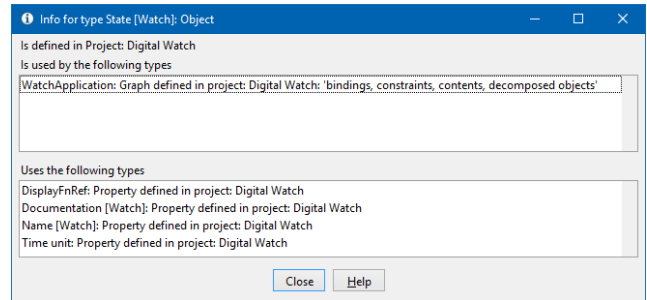 Info for type State [Watch]: Object
Is defined in Project: Digital Watch
Is used by the following types
WatchApplication: Graph defined in project: Digital Watch: 'bindings, constraints, contents, decomposed objects'
Uses the following types
DisplayFnRef: Property defined in project: Digital Watch
Documentation [Watch]: Property defined in project: Digital Watch
Name [Watch]: Property defined in project: Digital Watch
Time unit: Property defined in project: Digital Watch
Close Help